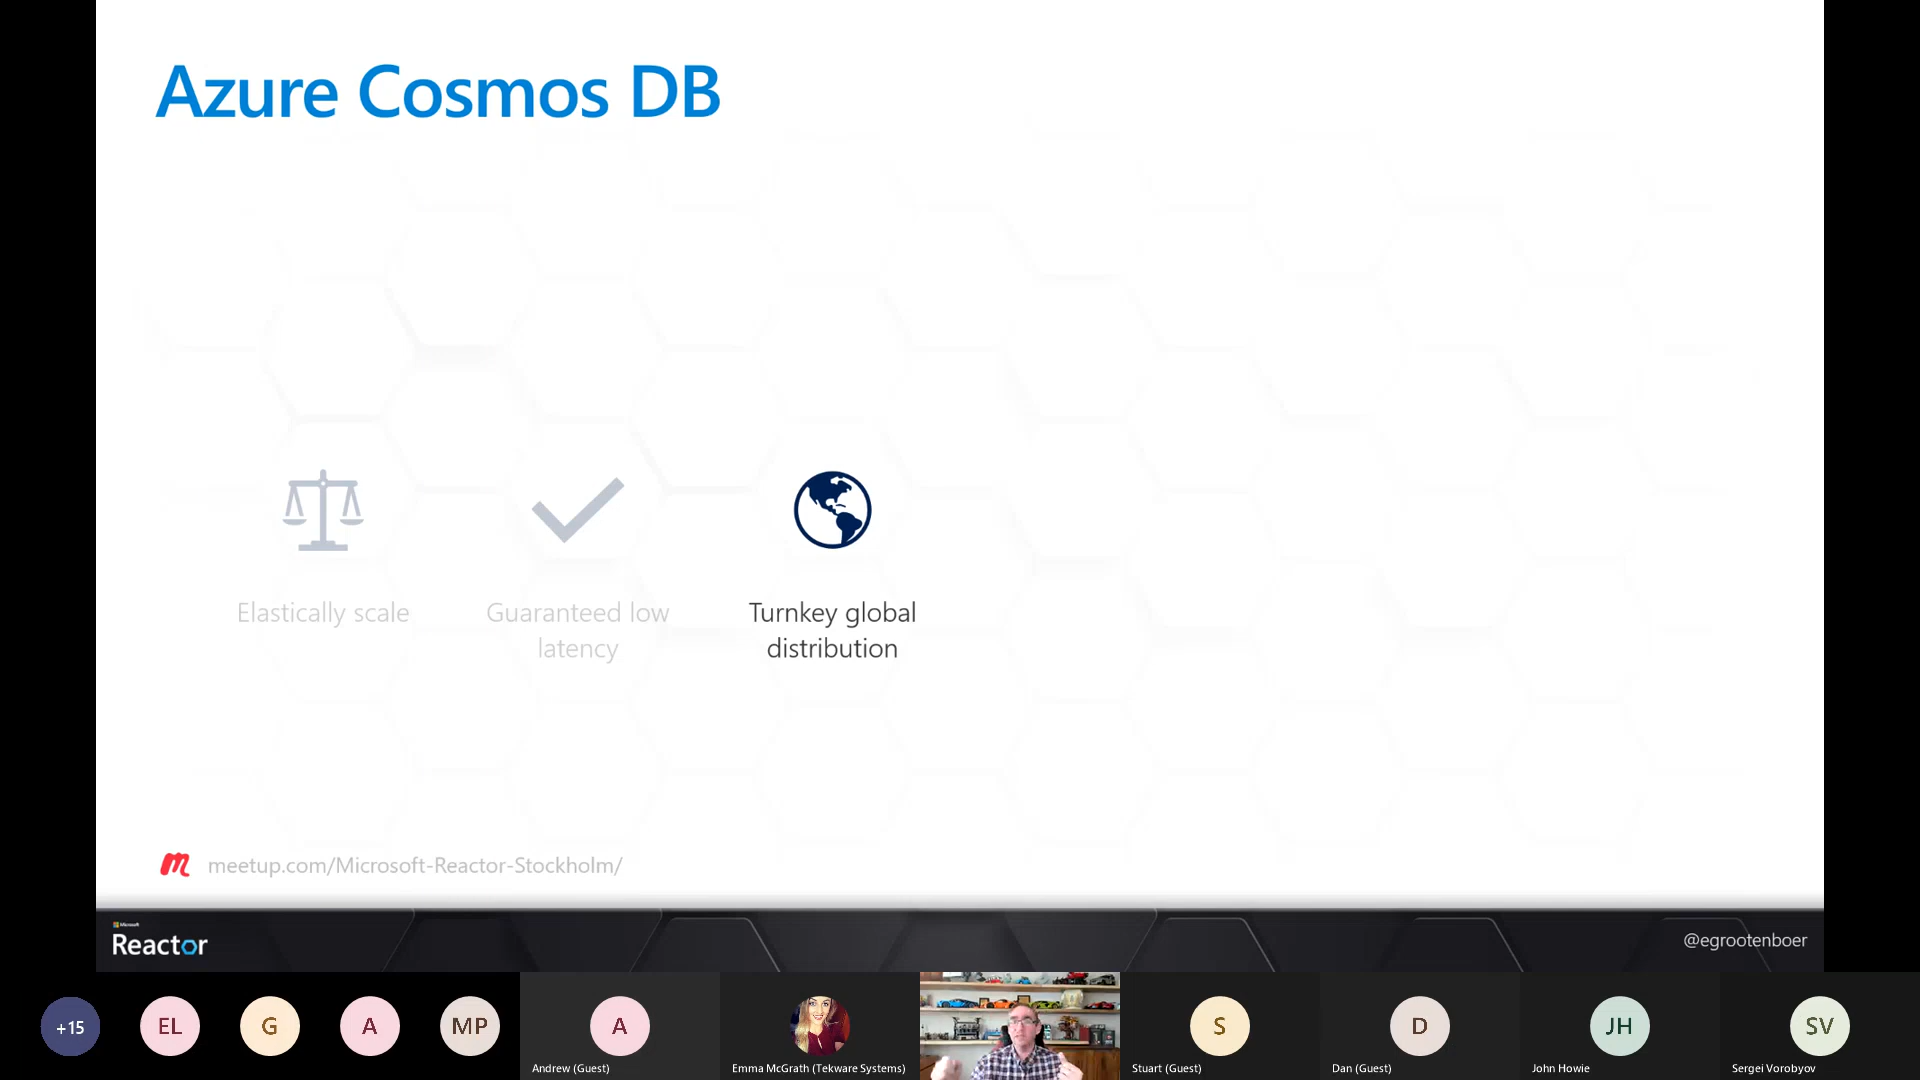 Azure Cosmos DB
Elastically scale
Guaranteed low
latency
Turnkey global
distribution
meetup.com/Microsoft-Reactor-Stockholm/
Microsoft
Reactor
@egrootenboer
+15
EL
G
A
MP
A
S
D
JH
SV
Andrew (Guest)
Emma McGrath (Tekware Systems)
Stuart (Guest)
Dan (Guest)
John Howie
Sergei Vorobyov